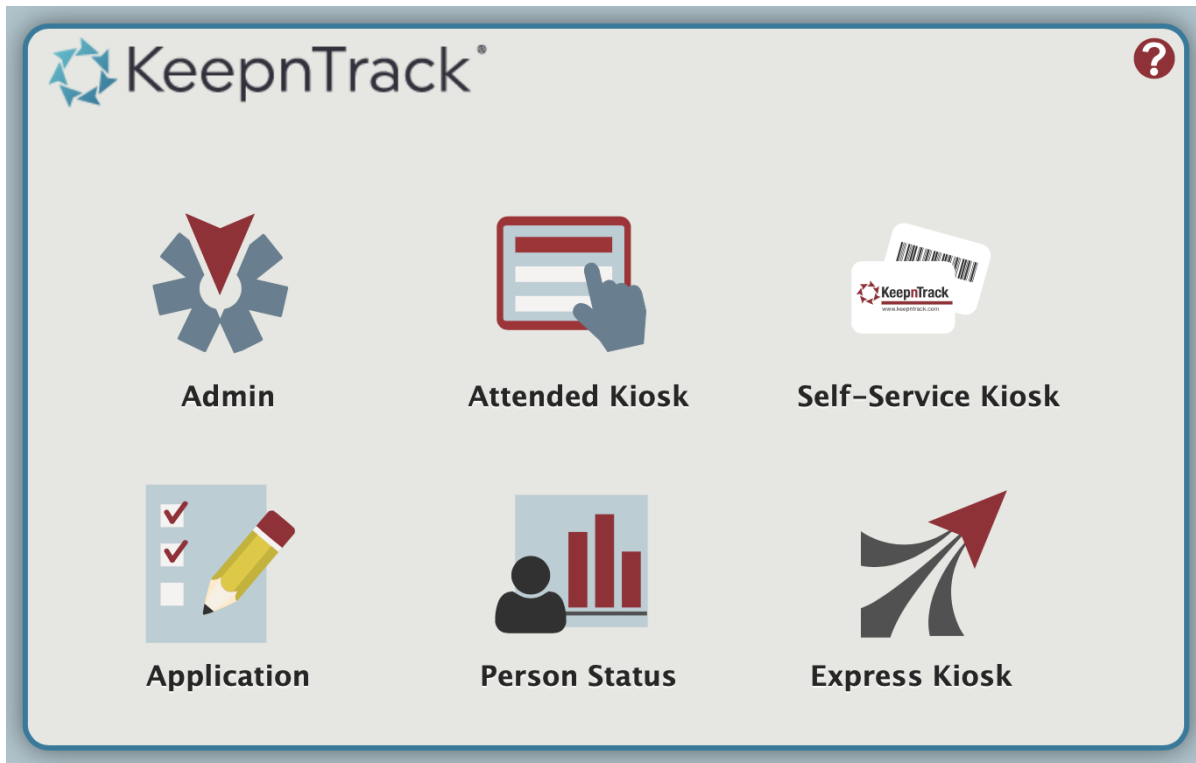 KeepnTrack®
?
Admin
Attended Kiosk
KeepnTrack
www.keepntrack.com
Self-Service Kiosk
Application
Person Status
Express Kiosk